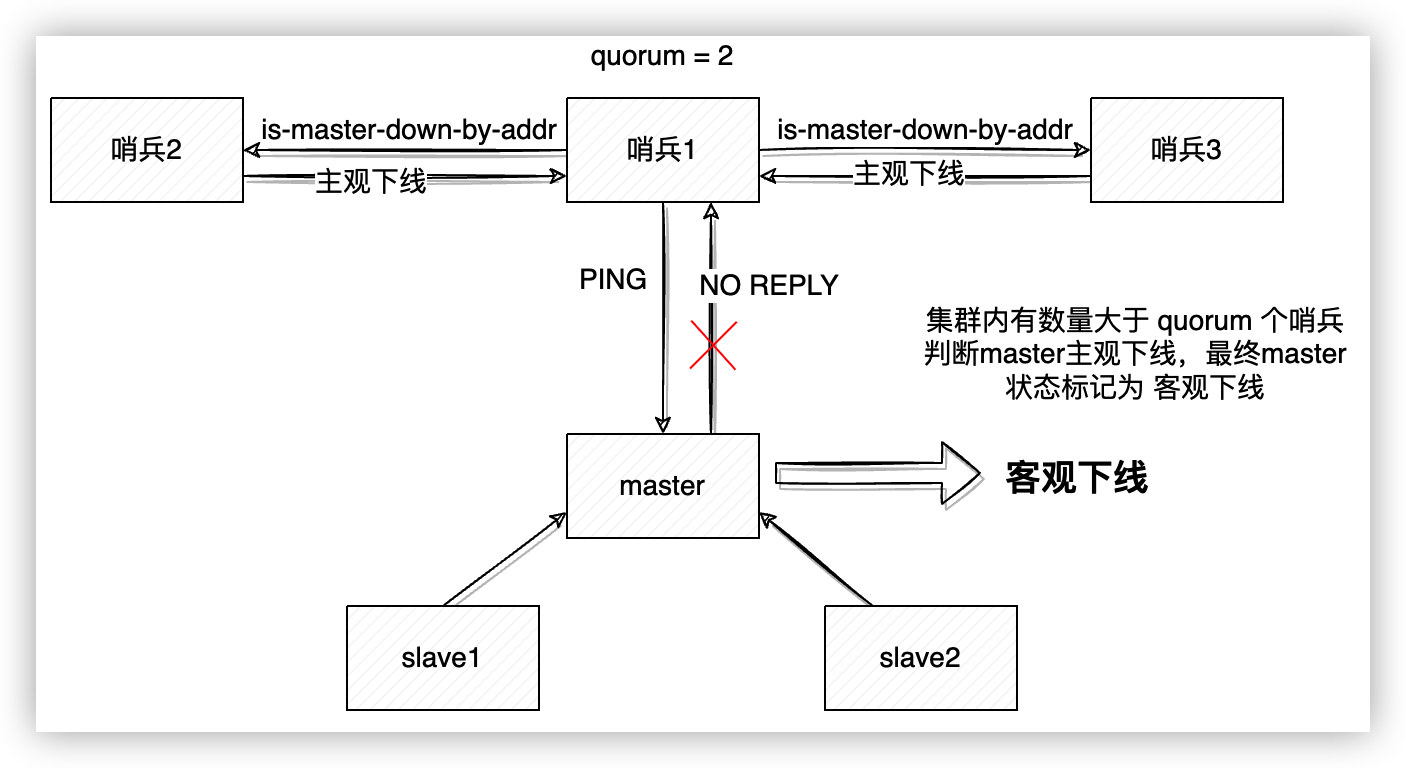 quorum = 2
哨兵2
is-master-down-by-addr
哨兵1
is-master-down-by-addr
哨兵3
主观下线
主观下线
PING
NO REPLY
集群内有数量大于 quorum 个哨兵
判断master主观下线，最终master
状态标记为 客观下线
master
客观下线
slave1
slave2